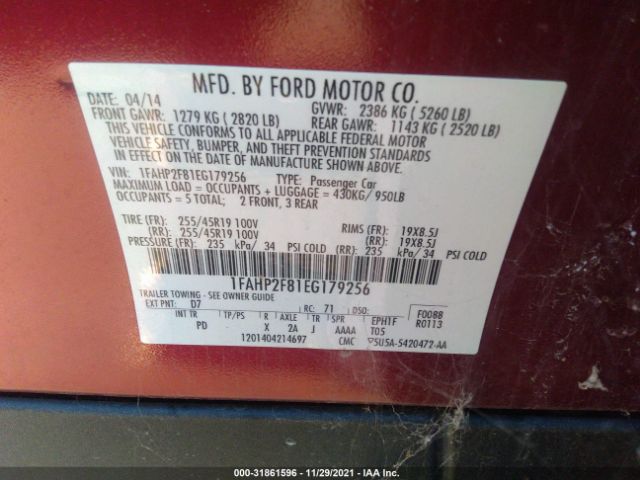 MFD. BY FORD MOTOR CO.
DATE: 04/14 GVWR: 2386 KG ( 5260 LB)
FRONT GAWR: 1279 KG ( 2820 LB) REAR GAWR: 1143 KG ( 2520 LB)
THIS VEHICLE CONFORMS TO ALL APPLICABLE FEDERAL MOTOR
VEHICLE SAFETY, BUMPER, AND THEFT PREVENTION STANDARDS
IN EFFECT ON THE DATE OF MANUFACTURE SHOWN ABOVE.
VIN: 1FAHP2F81EG179256 TYPE: Passenger Car
MAXIMUM LOAD = OCCUPANTS + LUGGAGE = 430KG/ 950LB
OCCUPANTS = 5 TOTAL; 2 FRONT, 3 REAR
TIRE (FR): 255/45R19 100V RIMS (FR): 19X8.5J
(RR): 255/45R19 100V (RR): 19X8.5J
PRESSURE (FR): 235 kPa/ 34 PSI COLD (RR): 235 kPa/ 34 PSI COLD
1FAHP2F81EG179256
TRAILER TOWING - SEE OWNER GUIDE
EXT PNT: D7 RC: 71 DSO: F0088
INT TR TP/PS R AXLE TR SPR EPH1F R0113
PD X 2A J AAAA T05
1201404214697 CMC 5U5A-5420472-AA
000-31861596 - 11/29/2021 - IAA Inc.